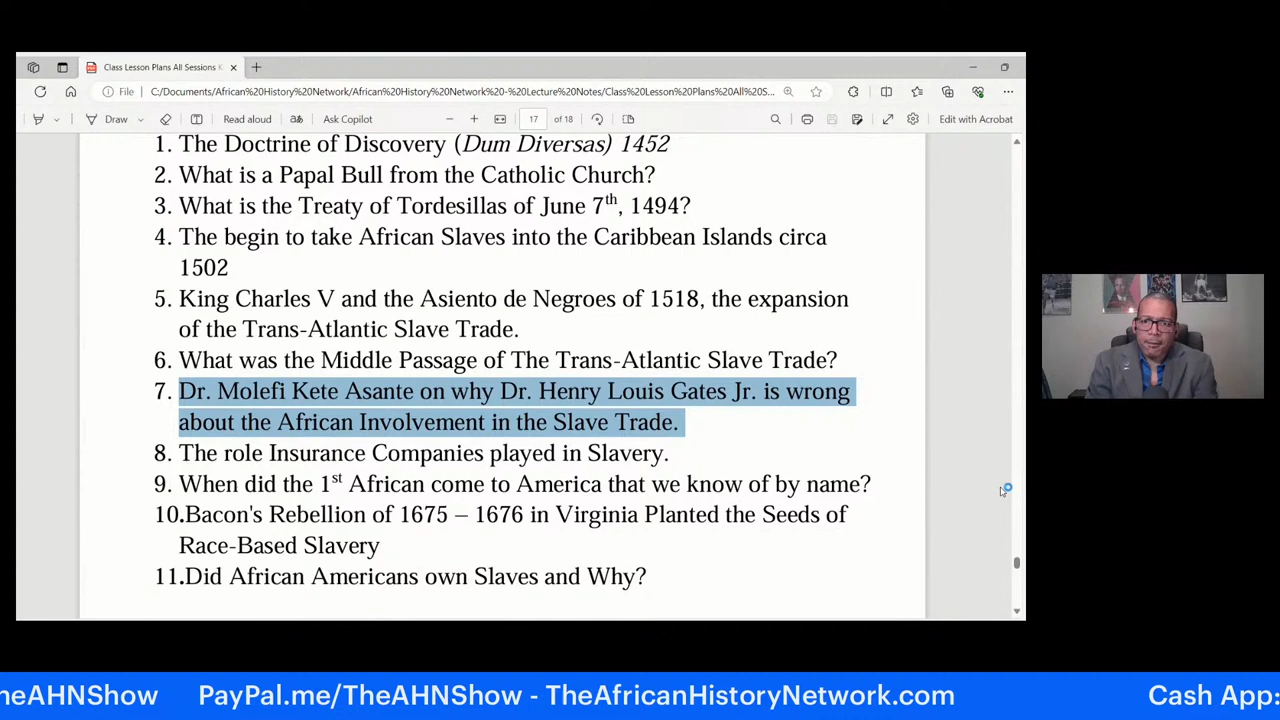 Class Lesson Plans All Sessions K
File
C:/Documents/African%20History%20Network/African%20History%20Network%20-%20Lecture%20Notes/Class%20Lesson%20Plans%20All%20S...
Draw
Read aloud
Ask Copilot
17 of 18
Edit with Acrobat
1. The Doctrine of Discovery (Dum Diversas) 1452
2. What is a Papal Bull from the Catholic Church?
3. What is the Treaty of Tordesillas of June 7th, 1494?
4. The begin to take African Slaves into the Caribbean Islands circa
1502
5. King Charles V and the Asiento de Negroes of 1518, the expansion
of the Trans-Atlantic Slave Trade.
6. What was the Middle Passage of The Trans-Atlantic Slave Trade?
7. Dr. Molefi Kete Asante on why Dr. Henry Louis Gates Jr. is wrong
about the African Involvement in the Slave Trade.
8. The role Insurance Companies played in Slavery.
9. When did the 1st African come to America that we know of by name?
10.Bacon's Rebellion of 1675 – 1676 in Virginia Planted the Seeds of
Race-Based Slavery
11.Did African Americans own Slaves and Why?
heAHNShow PayPal.me/TheAHNShow - TheAfricanHistoryNetwork.com Cash App: